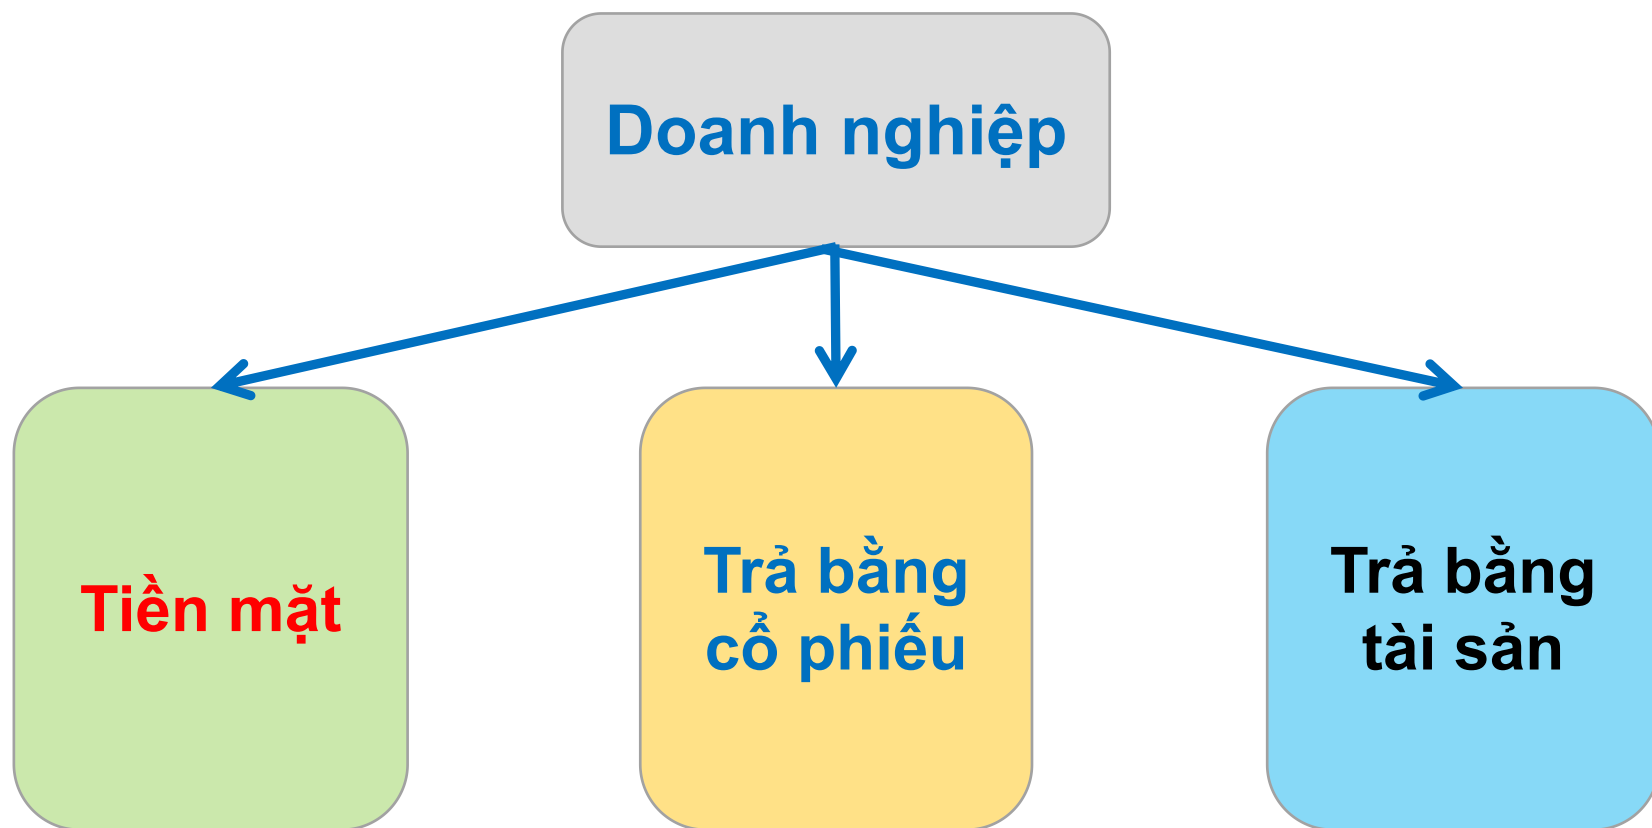 Doanh nghiệp
Tiền mặt
Trả bằng
cổ phiếu
Trả bằng
tài sản